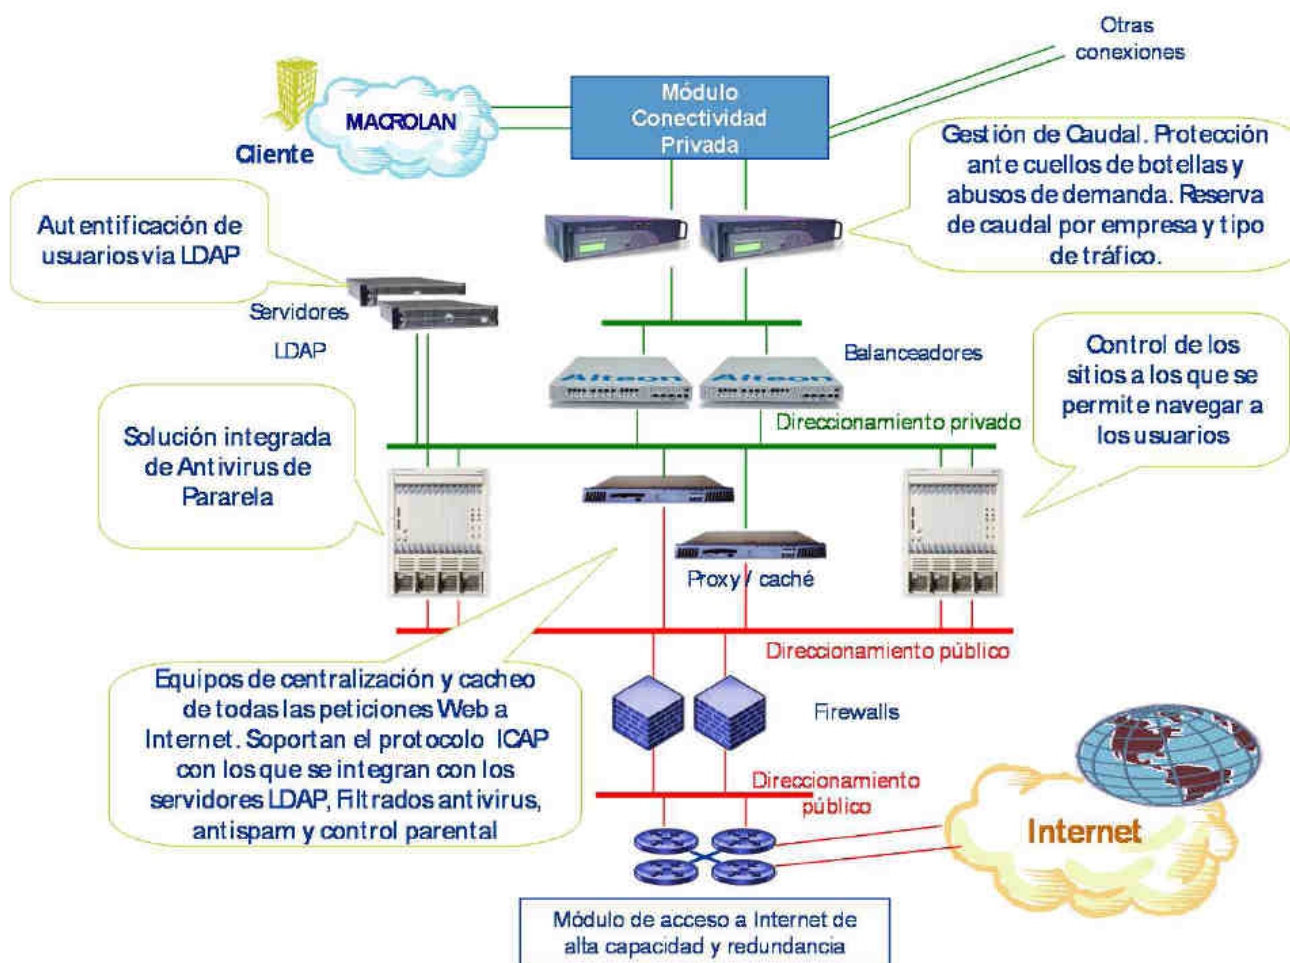 Otras
conexiones
Módulo
Conectividad
Privada
MACROLAN
Cliente
Gestión de Caudal. Protección
ante cuellos de botellas y
abusos de demanda. Reserva
de caudal por empresa y tipo
de tráfico.
Autentificación de
usuarios vía LDAP
Servidores
LDAP
Balanceadores
Alteon
Alteon
Control de los
sitios a los que se
permite navegar a
los usuarios
Direccionamiento privado
Solución integrada
de Antivirus de
Pararela
Proxy / caché
Direccionamiento público
Equipos de centralización y cacheo
de todas las peticiones Web a
Internet. Soportan el protocolo ICAP
con los que se integran con los
servidores LDAP, Filtrados antivirus,
antispam y control parental
Firewalls
Direccionamiento
público
Internet
Módulo de acceso a Internet de
alta capacidad y redundancia